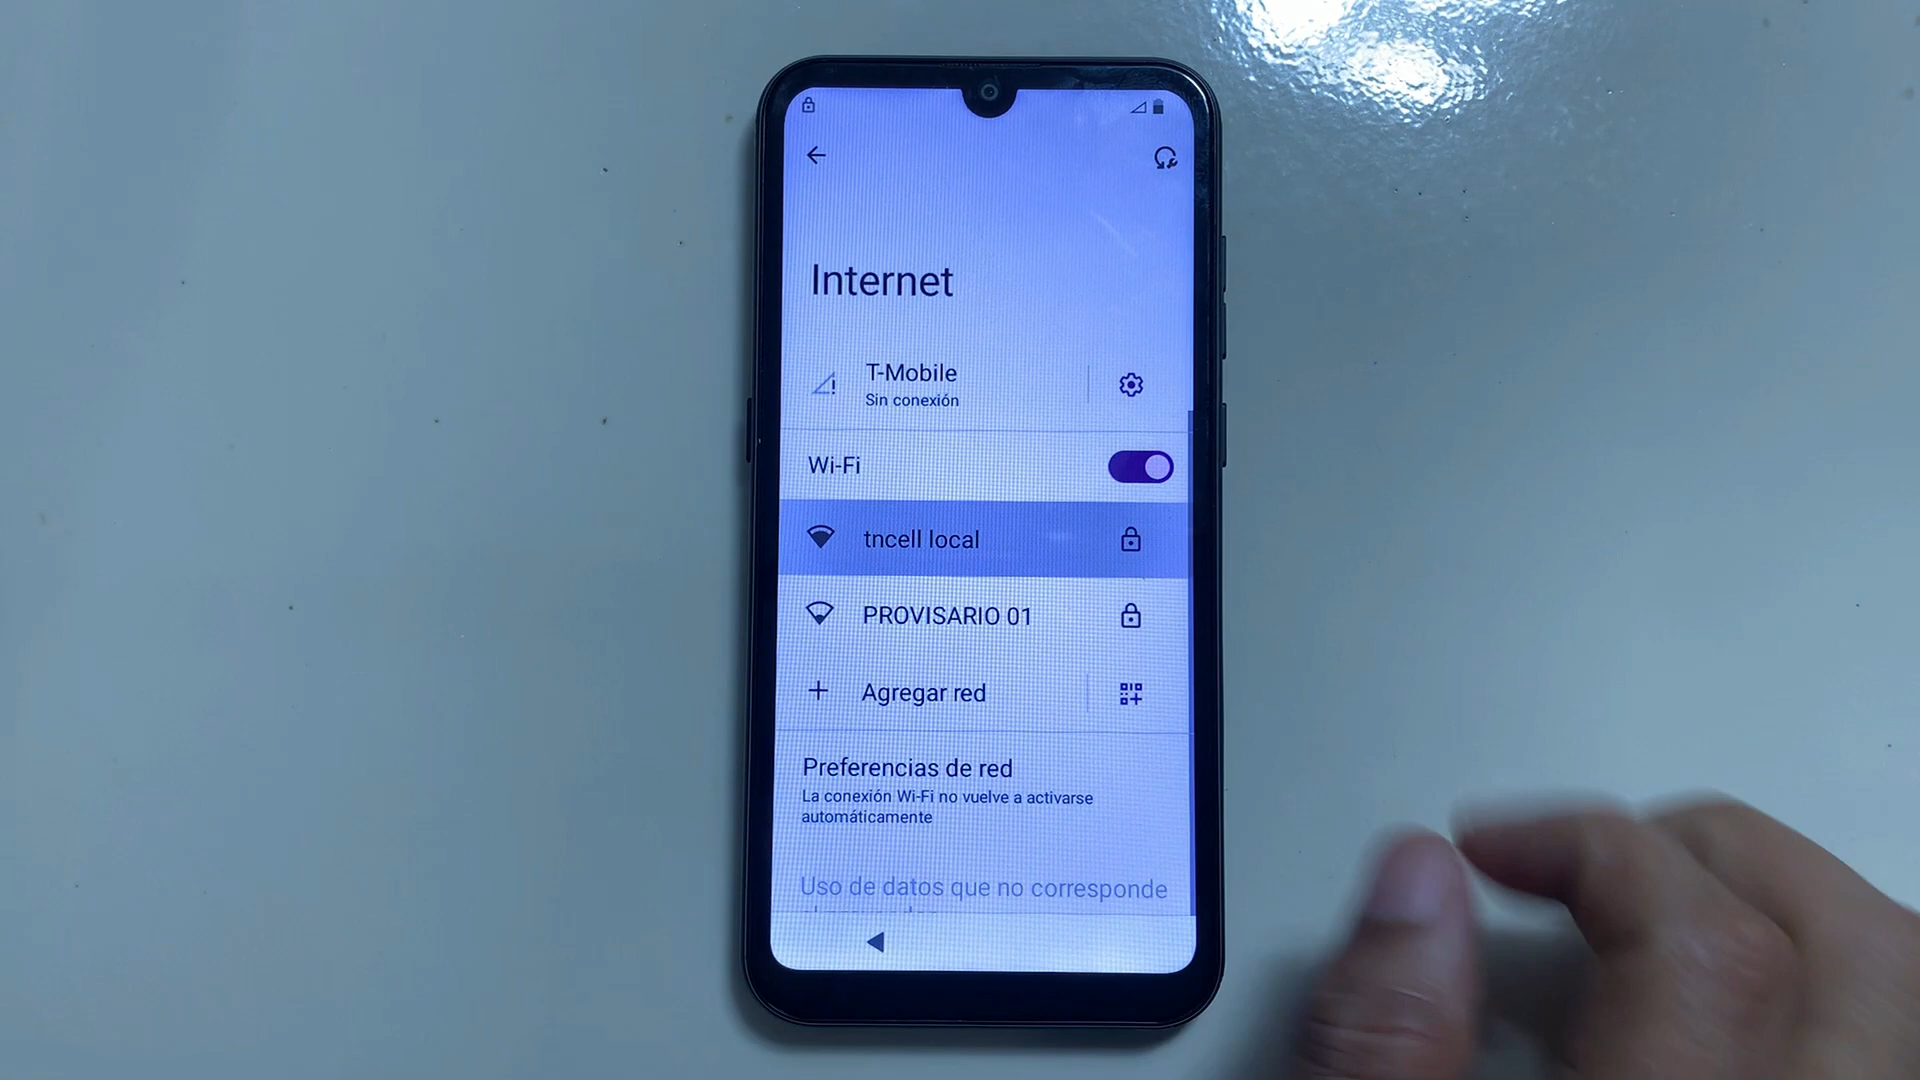 Internet
T-Mobile
Sin conexión
Wi-Fi
tncell local
PROVISARIO 01
Agregar red
Preferencias de red
La conexión Wi-Fi no vuelve a activarse
automáticamente
Uso de datos que no corresponde